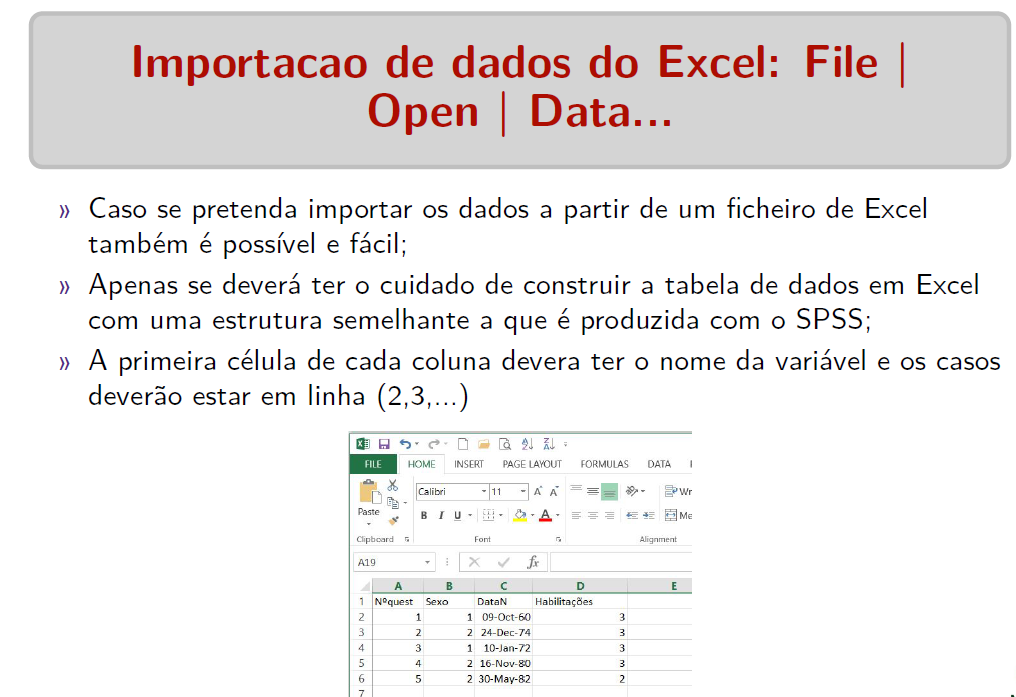 Importacao de dados do Excel: File |
Open | Data...
» Caso se pretenda importar os dados a partir de um ficheiro de Excel
também é possível e fácil;
» Apenas se deverá ter o cuidado de construir a tabela de dados em Excel
com uma estrutura semelhante a que é produzida com o SPSS;
» A primeira célula de cada coluna devera ter o nome da variável e os casos
deverão estar em linha (2,3,...)
FILE HOME INSERT PAGE LAYOUT FORMULAS DATA
Calibri 11 A A Wr
Paste B I U A Me
Clipboard Font Alignment
A19 fx
A B C D E
1 Nºquest Sexo DataN Habilitações
2 1 1 09-Oct-60 3
3 2 2 24-Dec-74 3
4 3 1 10-Jan-72 3
5 4 2 16-Nov-80 3
6 5 2 30-May-82 2
7